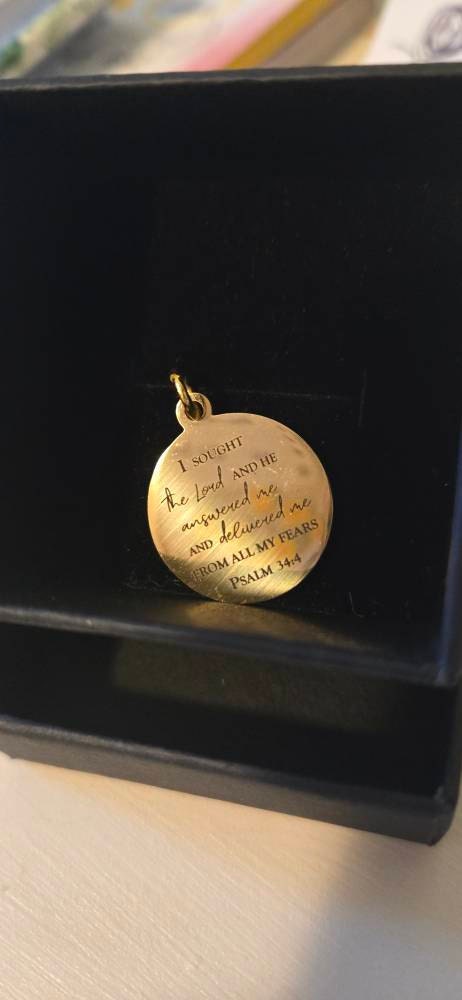 I SOUGHT
the Lord AND HE
answered me
AND delivered me
FROM ALL MY FEARS
PSALM 34:4